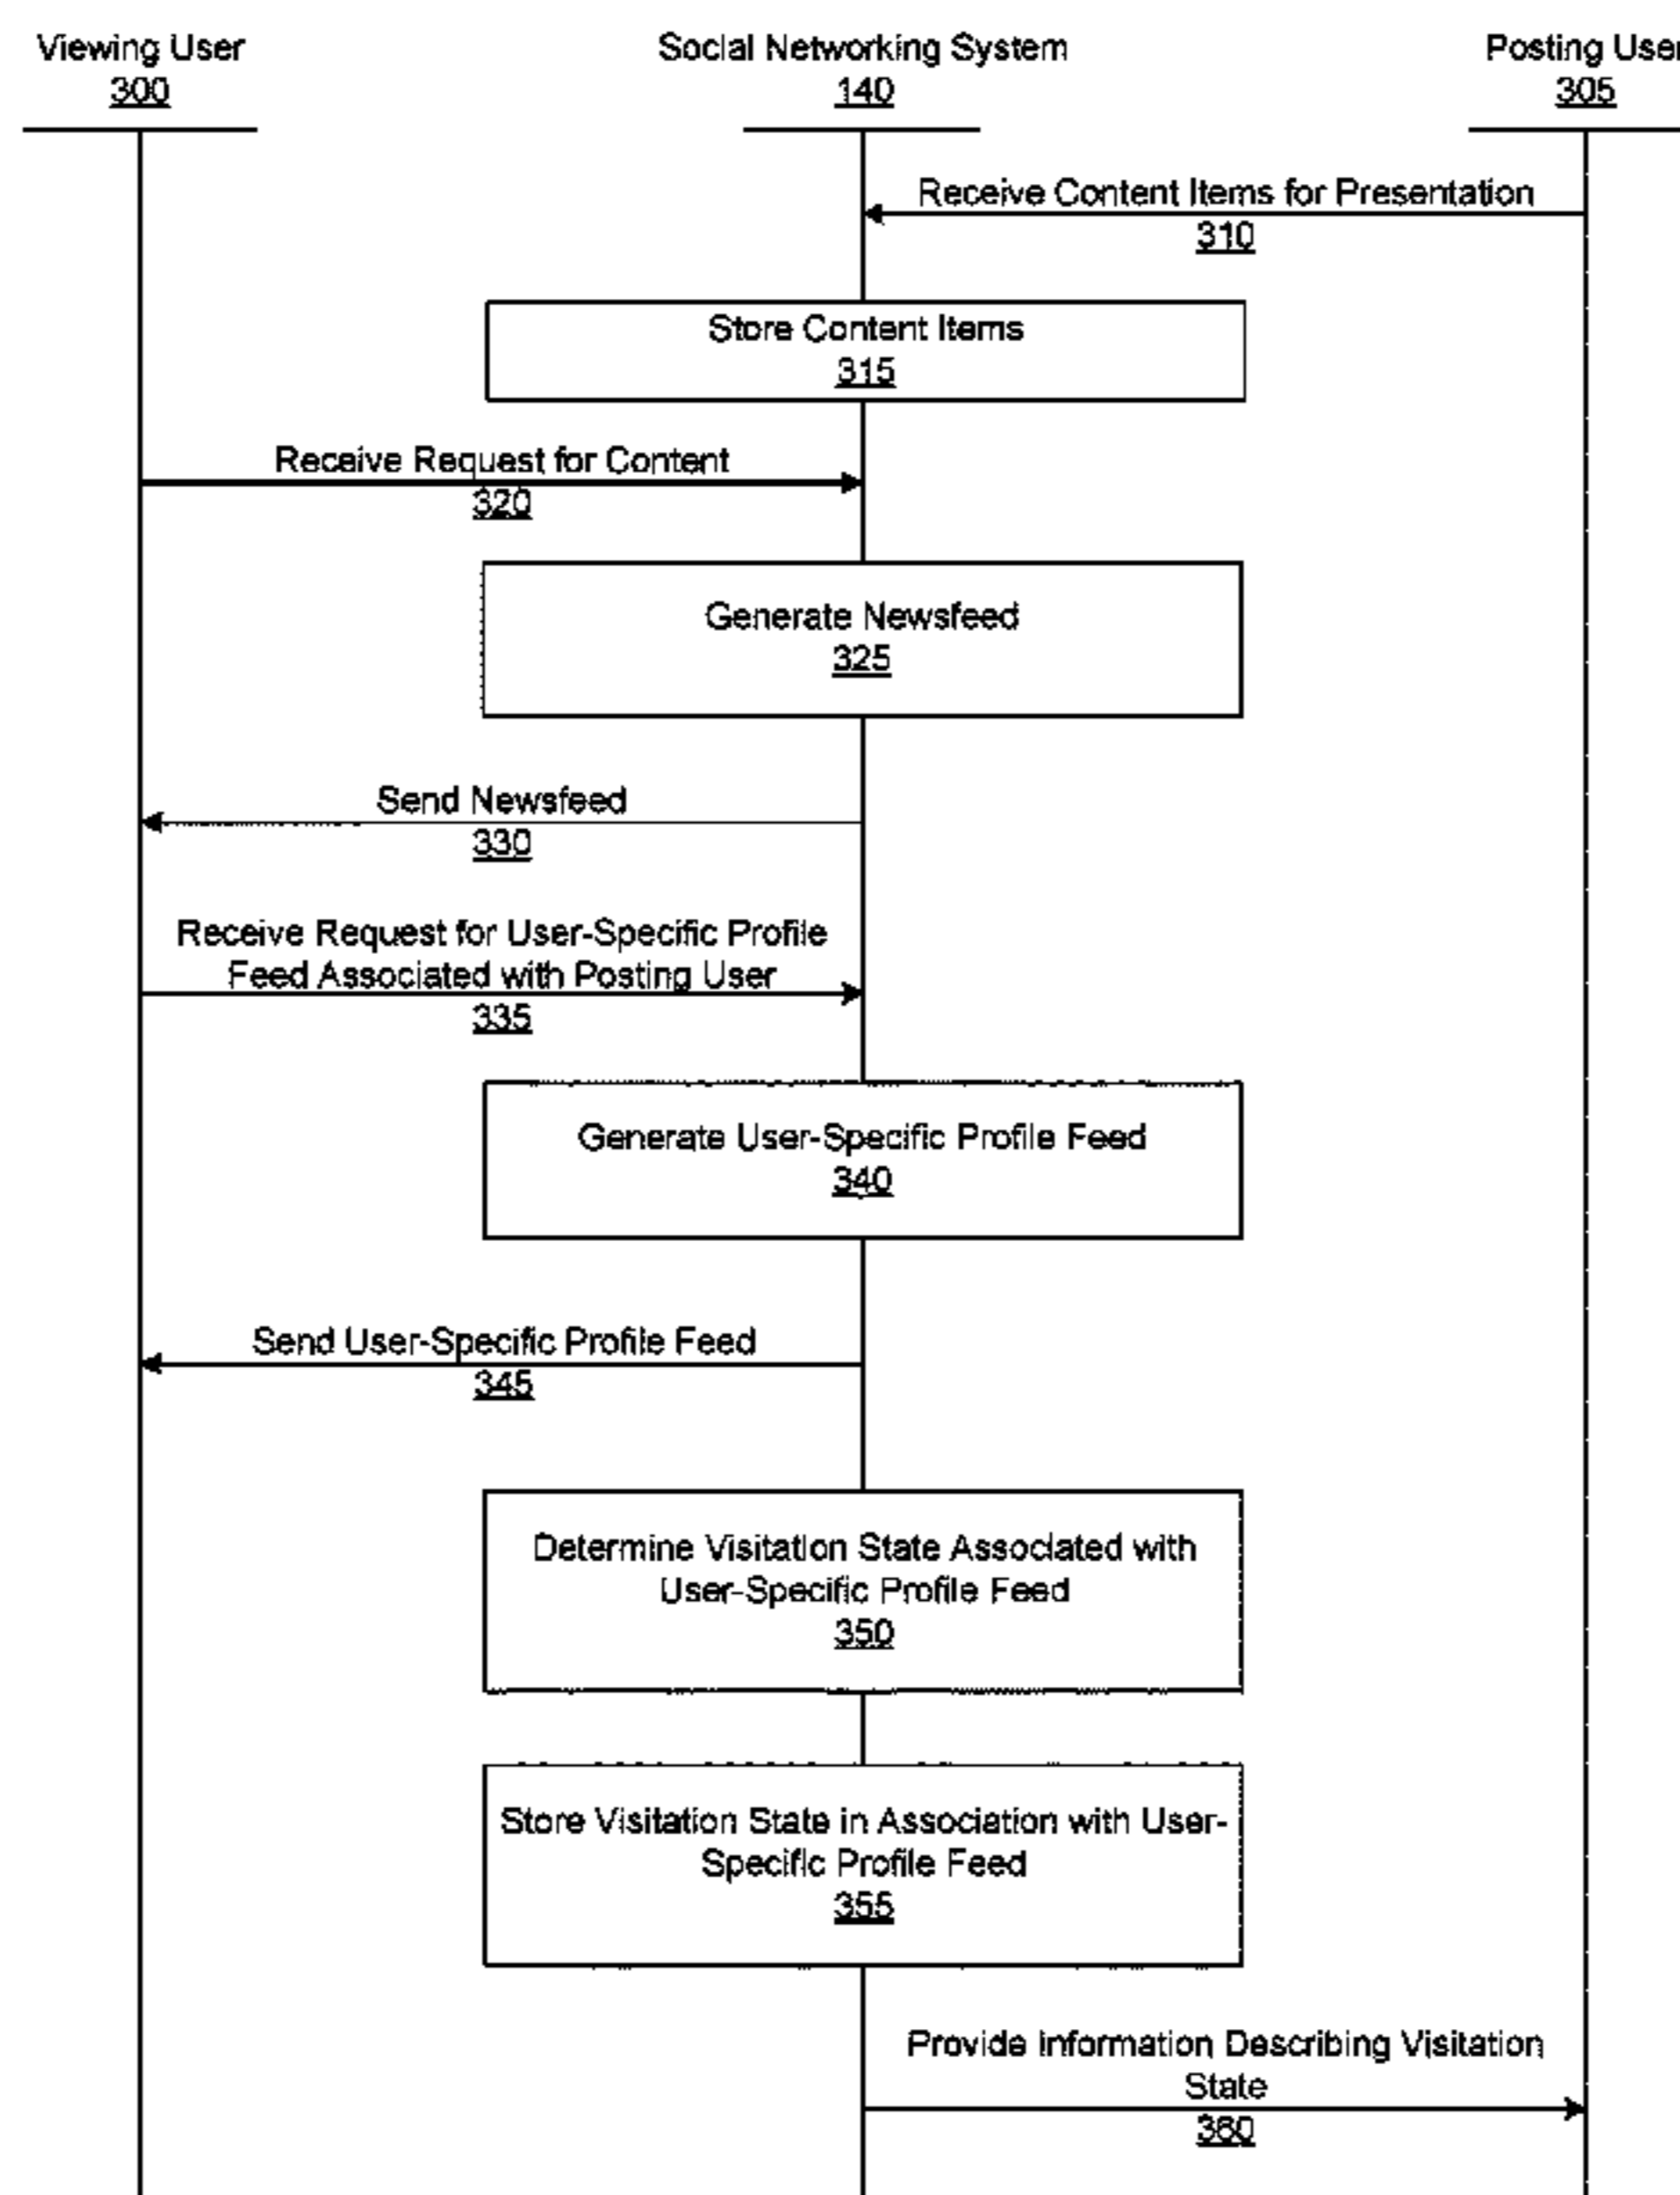 Viewing User
300
Social Networking System
140
Posting User
305
Receive Content Items for Presentation
310
Store Content Items
315
Receive Request for Content
320
Generate Newsfeed
325
Send Newsfeed
330
Receive Request for User-Specific Profile
Feed Associated with Posting User
335
Generate User-Specific Profile Feed
340
Send User-Specific Profile Feed
345
Determine Visitation State Associated with
User-Specific Profile Feed
350
Store Visitation State in Association with User-
Specific Profile Feed
355
Provide Information Describing Visitation
State
360